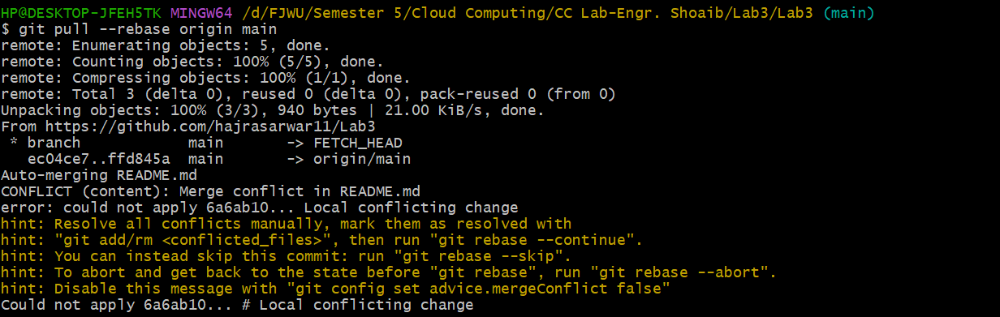 HP@DESKTOP-JFEH5TK MINGW64 /d/FJWU/Semester 5/Cloud Computing/CC Lab-Engr. Shoaib/Lab3/Lab3 (main)
$ git pull --rebase origin main
remote: Enumerating objects: 5, done.
remote: Counting objects: 100% (5/5), done.
remote: Compressing objects: 100% (1/1), done.
remote: Total 3 (delta 0), reused 0 (delta 0), pack-reused 0 (from 0)
Unpacking objects: 100% (3/3), 940 bytes | 21.00 KiB/s, done.
From https://github.com/hajrasarwar11/Lab3
 * branch            main       -> FETCH_HEAD
   ec04ce7..ffd845a  main       -> origin/main
Auto-merging README.md
CONFLICT (content): Merge conflict in README.md
error: could not apply 6a6ab10... Local conflicting change
hint: Resolve all conflicts manually, mark them as resolved with
hint: "git add/rm <conflicted_files>", then run "git rebase --continue".
hint: You can instead skip this commit: run "git rebase --skip".
hint: To abort and get back to the state before "git rebase", run "git rebase --abort".
hint: Disable this message with "git config set advice.mergeConflict false"
Could not apply 6a6ab10... # Local conflicting change